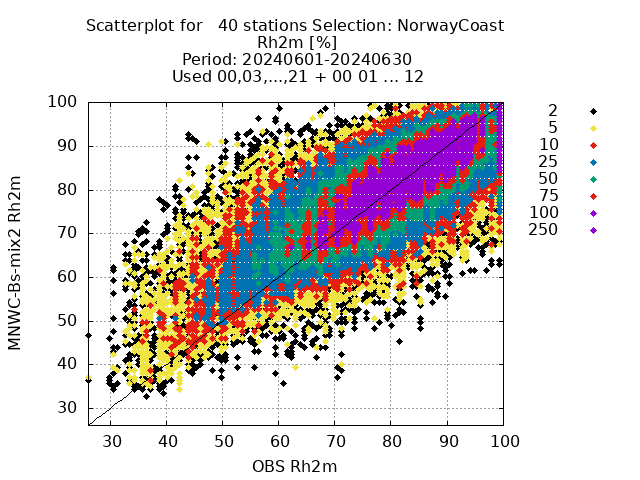 Scatterplot for   40 stations Selection: NorwayCoast
Rh2m [%]
Period: 20240601-20240630
Used 00,03,...,21 + 00 01 ... 12
MNWC-Bs-mix2 Rh2m
100
90
80
70
60
50
40
30
30 40 50 60 70 80 90 100
OBS Rh2m
2
5
10
25
50
75
100
250